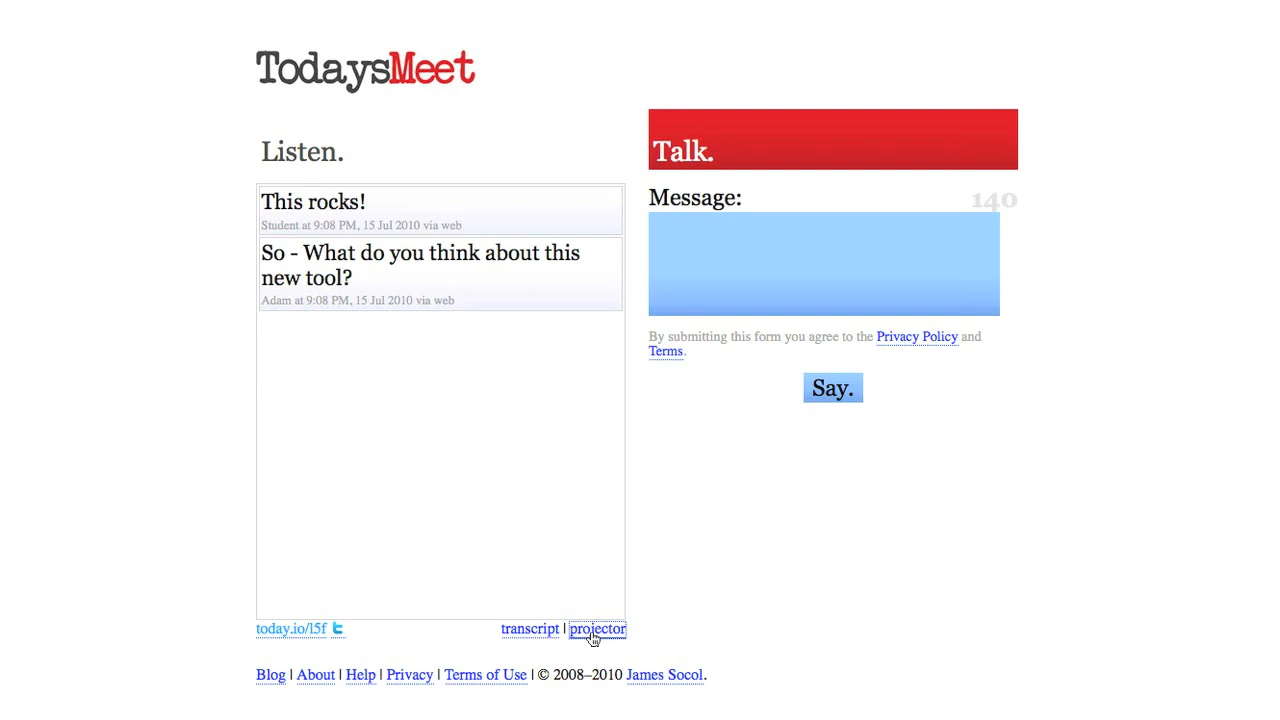 TodaysMeet
Listen.
This rocks!
Student at 9:08 PM, 15 Jul 2010 via web
So - What do you think about this
new tool?
Adam at 9:08 PM, 15 Jul 2010 via web
today.io/l5f
transcript | projector
Talk.
Message:
140
By submitting this form you agree to the Privacy Policy and
Terms.
Say.
Blog | About | Help | Privacy | Terms of Use | © 2008–2010 James Socol.